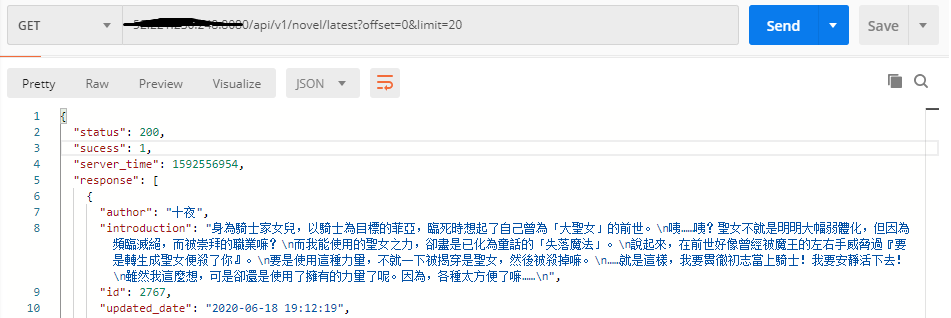 GET
/api/v1/novel/latest?offset=0&limit=20
Send
Save
Pretty
Raw
Preview
Visualize
JSON
1 {
2 "status": 200,
3 "sucess": 1,
4 "server_time": 1592556954,
5 "response": [
6 {
7 "author": "十夜",
8 "introduction": "身為騎士家女兒，以騎士為目標的菲亞，臨死時想起了自己曾為「大聖女」的前世。\n咦……咦？聖女不就是明明大幅弱體化，但因為
頻臨滅絕，而被崇拜的職業嘛？\n而我能使用的聖女之力，卻盡是已化為童話的「失落魔法」。\n說起來，在前世好像曾經被魔王的左右手威脅過『要
是轉生成聖女便殺了你』。\n要是使用這種力量，不就一下被揭穿是聖女，然後被殺掉嘛。\n……就是這樣，我要貫徹初志當上騎士！我要安靜活下去！
\n雖然我這麼想，可是卻還是使用了擁有的力量了呢。因為，各種太方便了嘛……\n",
9 "id": 2767,
10 "updated_date": "2020-06-18 19:12:19",